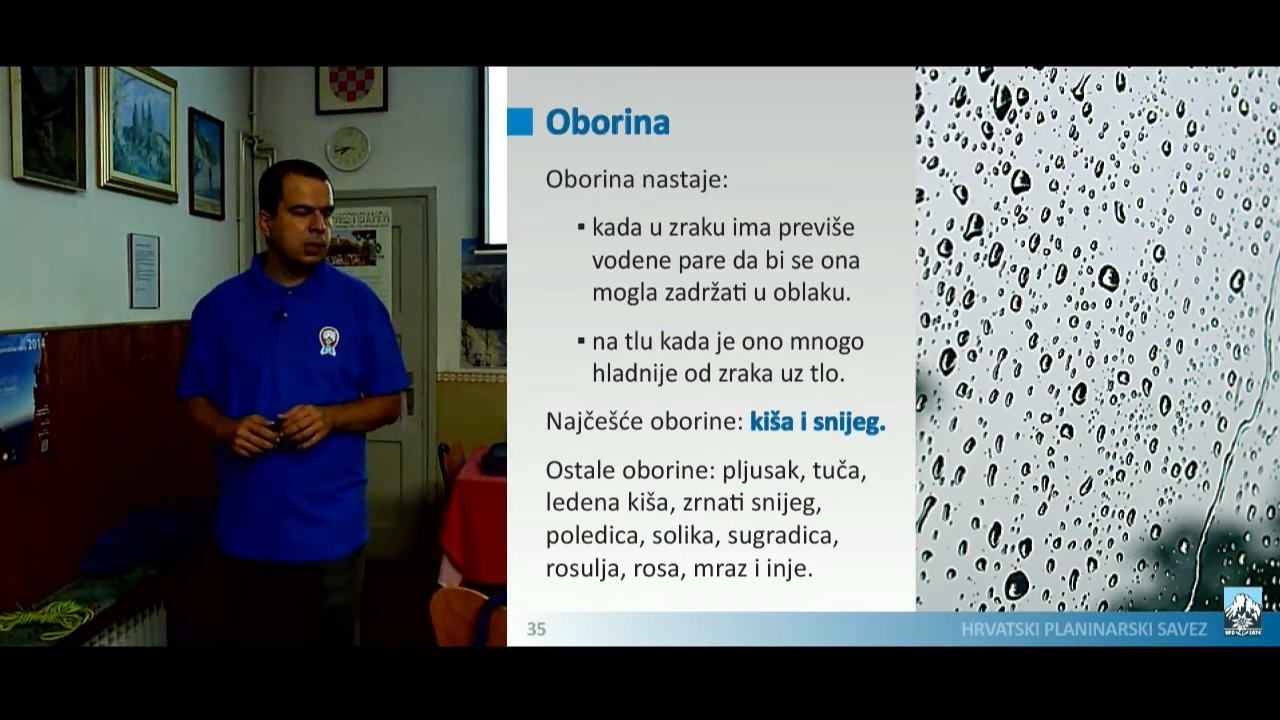 Oborina
Oborina nastaje:
▪ kada u zraku ima previše
vodene pare da bi se ona
mogla zadržati u oblaku.
▪ na tlu kada je ono mnogo
hladnije od zraka uz tlo.
Najčešće oborine: kiša i snijeg.
Ostale oborine: pljusak, tuča,
ledena kiša, zrnati snijeg,
poledica, solika, sugradica,
rosulja, rosa, mraz i inje.
35
HRVATSKI PLANINARSKI SAVEZ
2014